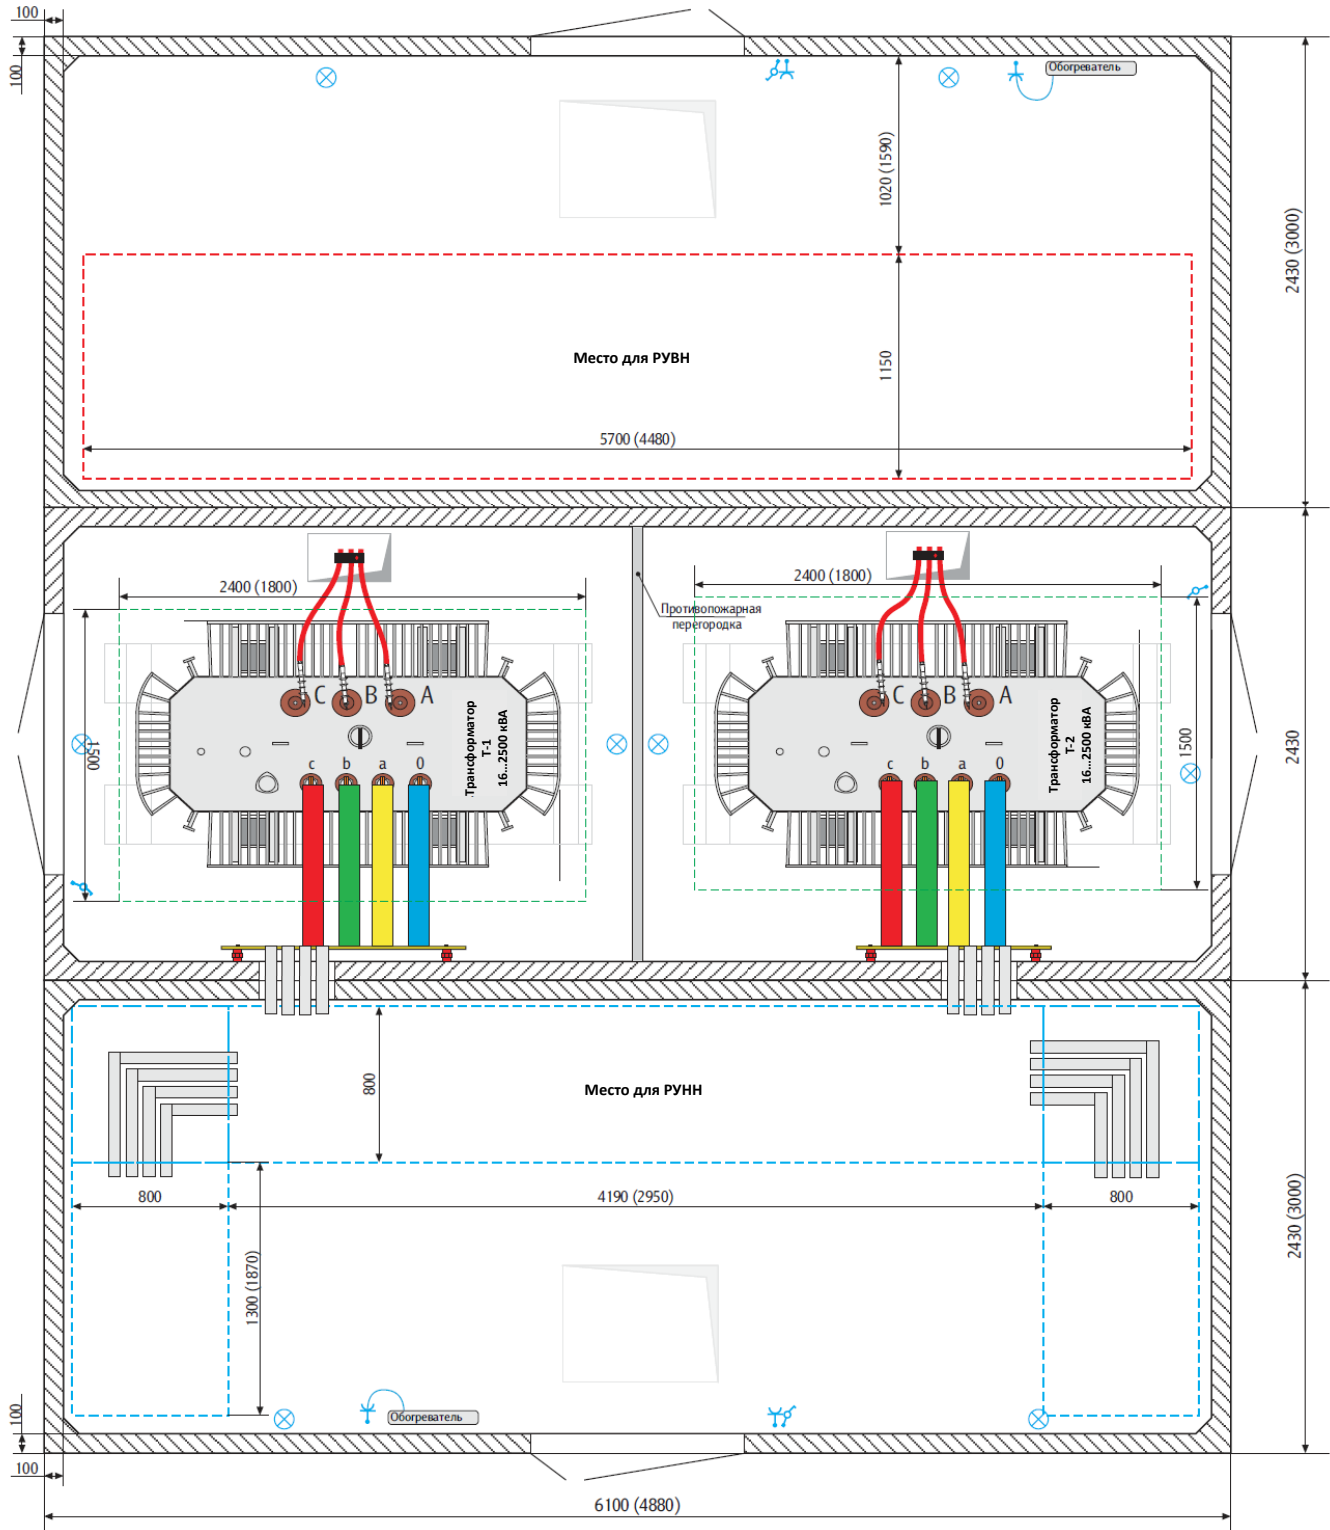 100
100
Обогреватель
1020 (1590)
2430 (3000)
1150
Место для РУВН
5700 (4480)
2400 (1800)
2400 (1800)
Противопожарная
перегородка
C
B
A
C
B
A
Трансформатор
Т-1
16...2500 кВА
Трансформатор
Т-2
16...2500 кВА
1500
1500
2430
c
b
a
0
c
b
a
0
800
Место для РУНН
800
4190 (2950)
800
2430 (3000)
1300 (1870)
Обогреватель
100
100
6100 (4880)